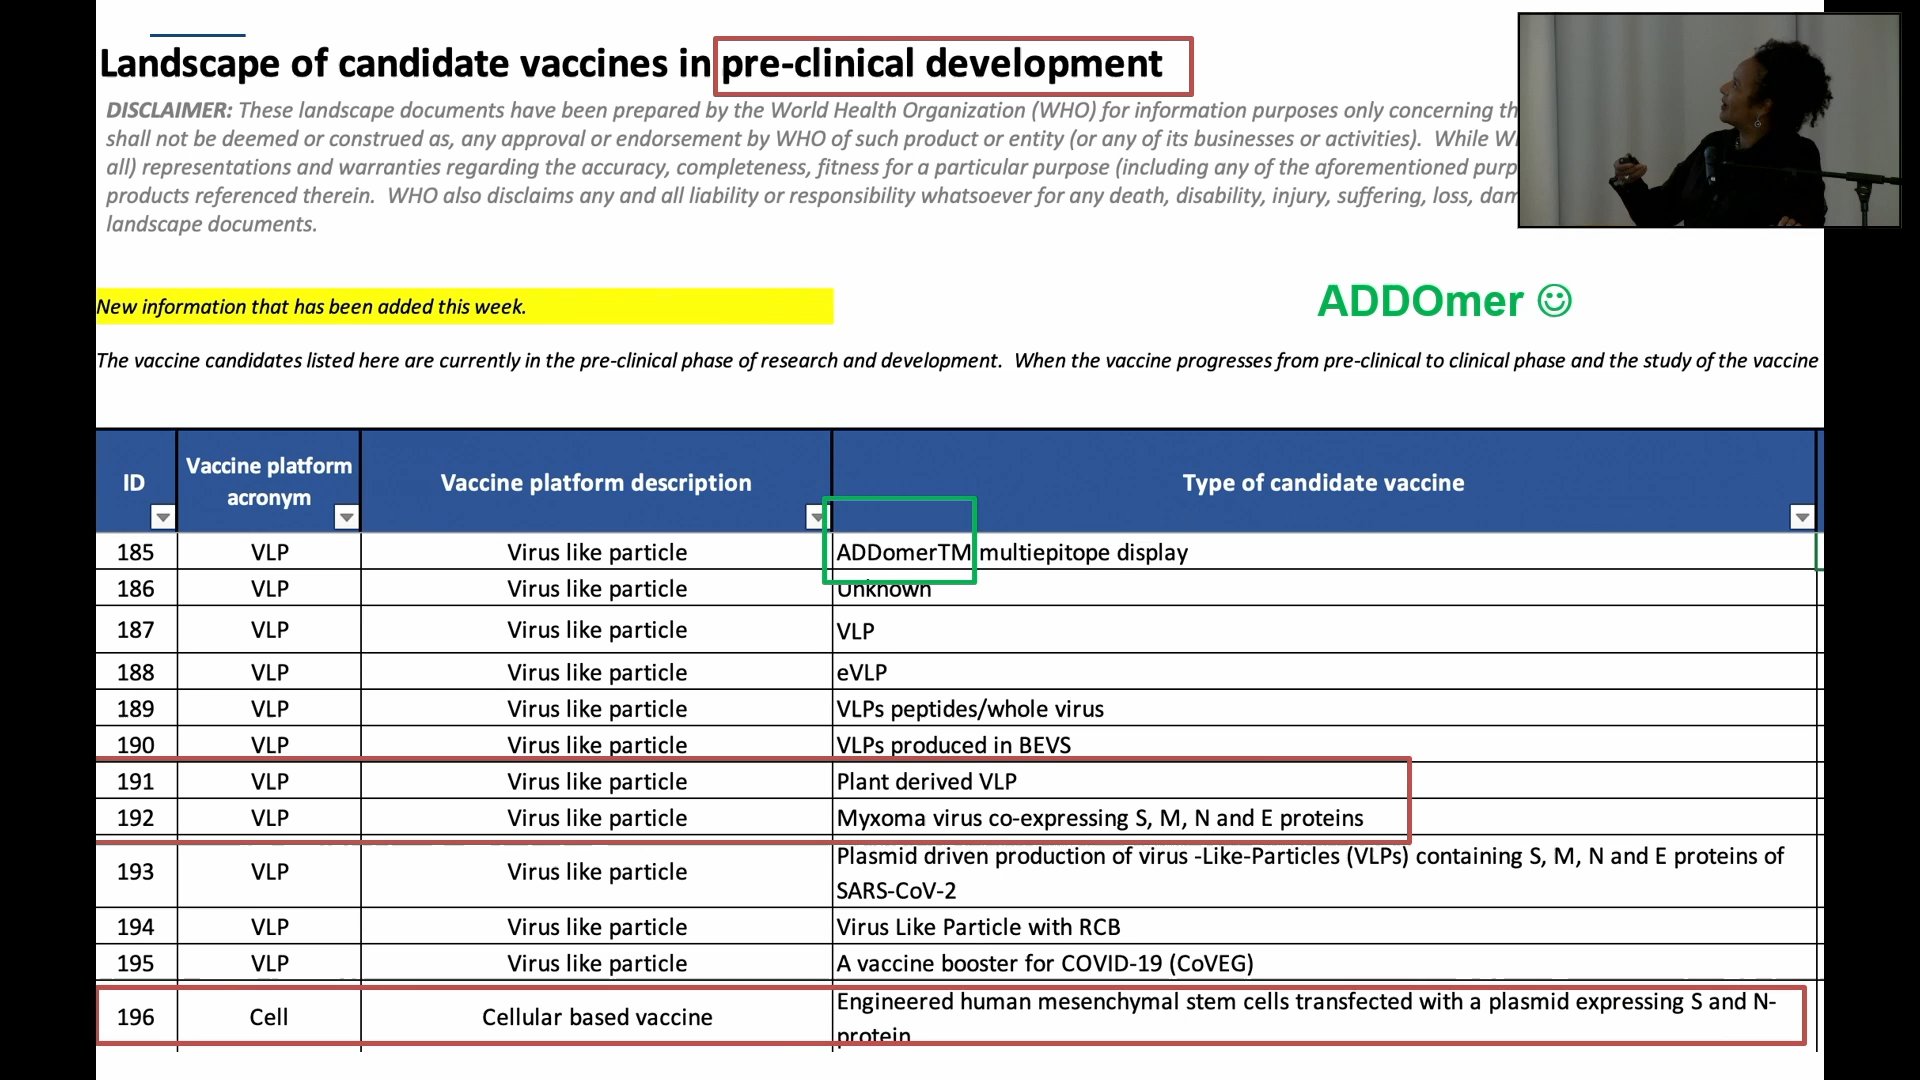 Landscape of candidate vaccines in pre-clinical development
DISCLAIMER: These landscape documents have been prepared by the World Health Organization (WHO) for information purposes only concerning
shall not be deemed or construed as, any approval or endorsement by WHO of such product or entity (or any of its businesses or activities). While
all) representations and warranties regarding the accuracy, completeness, fitness for a particular purpose (including any of the aforementioned
products referenced therein. WHO also disclaims any and all liability or responsibility whatsoever for any death, disability, injury, suffering, loss,
landscape documents.
New information that has been added this week.
ADDOmer ☺
The vaccine candidates listed here are currently in the pre-clinical phase of research and development. When the vaccine progresses from pre-clinical to clinical phase and the study of the vaccine
ID Vaccine platform acronym Vaccine platform description Type of candidate vaccine
185 VLP Virus like particle ADDomerTM multiepitope display
186 VLP Virus like particle Unknown
187 VLP Virus like particle VLP
188 VLP Virus like particle eVLP
189 VLP Virus like particle VLPs peptides/whole virus
190 VLP Virus like particle VLPs produced in BEVS
191 VLP Virus like particle Plant derived VLP
192 VLP Virus like particle Myxoma virus co-expressing S, M, N and E proteins
193 VLP Virus like particle Plasmid driven production of virus -Like-Particles (VLPs) containing S, M, N and E proteins of
SARS-CoV-2
194 VLP Virus like particle Virus Like Particle with RCB
195 VLP Virus like particle A vaccine booster for COVID-19 (CoVEG)
196 Cell Cellular based vaccine Engineered human mesenchymal stem cells transfected with a plasmid expressing S and N-
protein